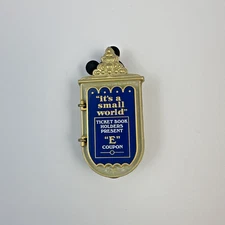 "it's a
small
world"
TICKET BOOK
HOLDERS
PRESENT
"E"
COUPON